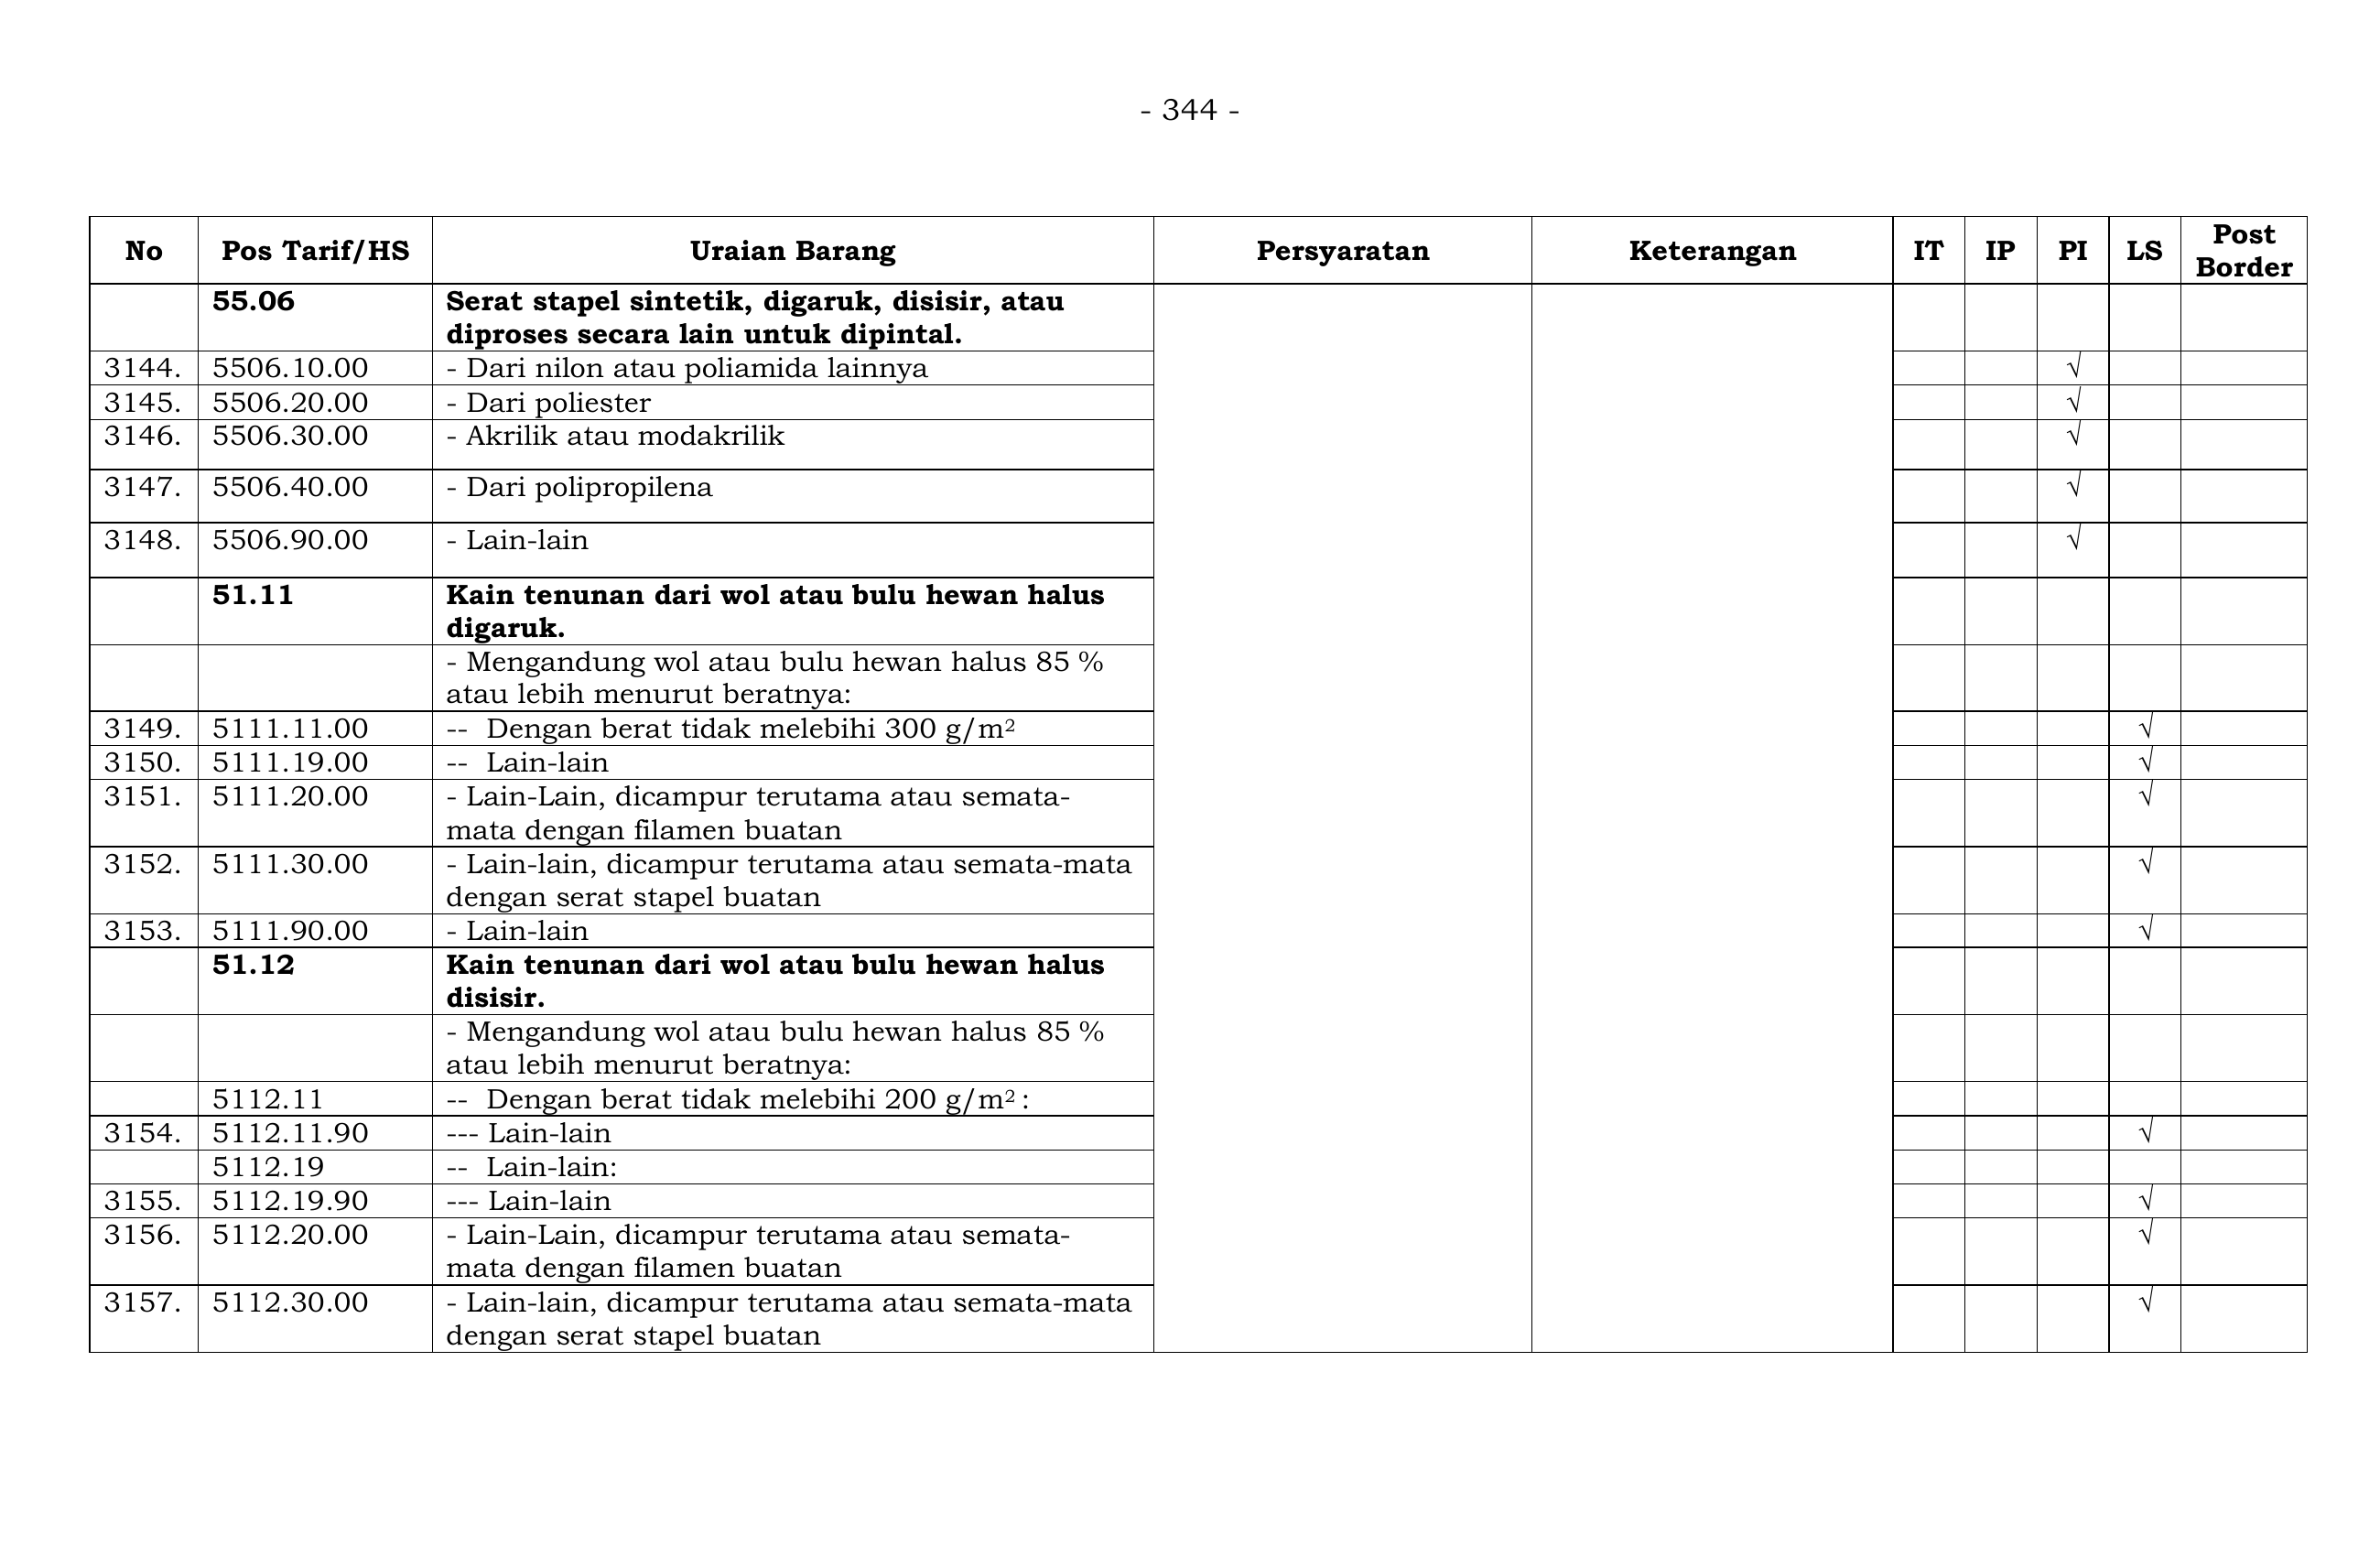 - 344 -
No Pos Tarif/HS Uraian Barang Persyaratan Keterangan IT IP PI LS Post
Border
55.06 Serat stapel sintetik, digaruk, disisir, atau
diproses secara lain untuk dipintal.
3144. 5506.10.00 - Dari nilon atau poliamida lainnya √
3145. 5506.20.00 - Dari poliester √
3146. 5506.30.00 - Akrilik atau modakrilik √
3147. 5506.40.00 - Dari polipropilena √
3148. 5506.90.00 - Lain-lain √
51.11 Kain tenunan dari wol atau bulu hewan halus
digaruk.
- Mengandung wol atau bulu hewan halus 85 %
atau lebih menurut beratnya:
3149. 5111.11.00 -- Dengan berat tidak melebihi 300 g/m² √
3150. 5111.19.00 -- Lain-lain √
3151. 5111.20.00 - Lain-Lain, dicampur terutama atau semata-
mata dengan filamen buatan √
3152. 5111.30.00 - Lain-lain, dicampur terutama atau semata-mata
dengan serat stapel buatan √
3153. 5111.90.00 - Lain-lain √
51.12 Kain tenunan dari wol atau bulu hewan halus
disisir.
- Mengandung wol atau bulu hewan halus 85 %
atau lebih menurut beratnya:
5112.11 -- Dengan berat tidak melebihi 200 g/m² :
3154. 5112.11.90 --- Lain-lain √
5112.19 -- Lain-lain:
3155. 5112.19.90 --- Lain-lain √
3156. 5112.20.00 - Lain-Lain, dicampur terutama atau semata-
mata dengan filamen buatan √
3157. 5112.30.00 - Lain-lain, dicampur terutama atau semata-mata
dengan serat stapel buatan √